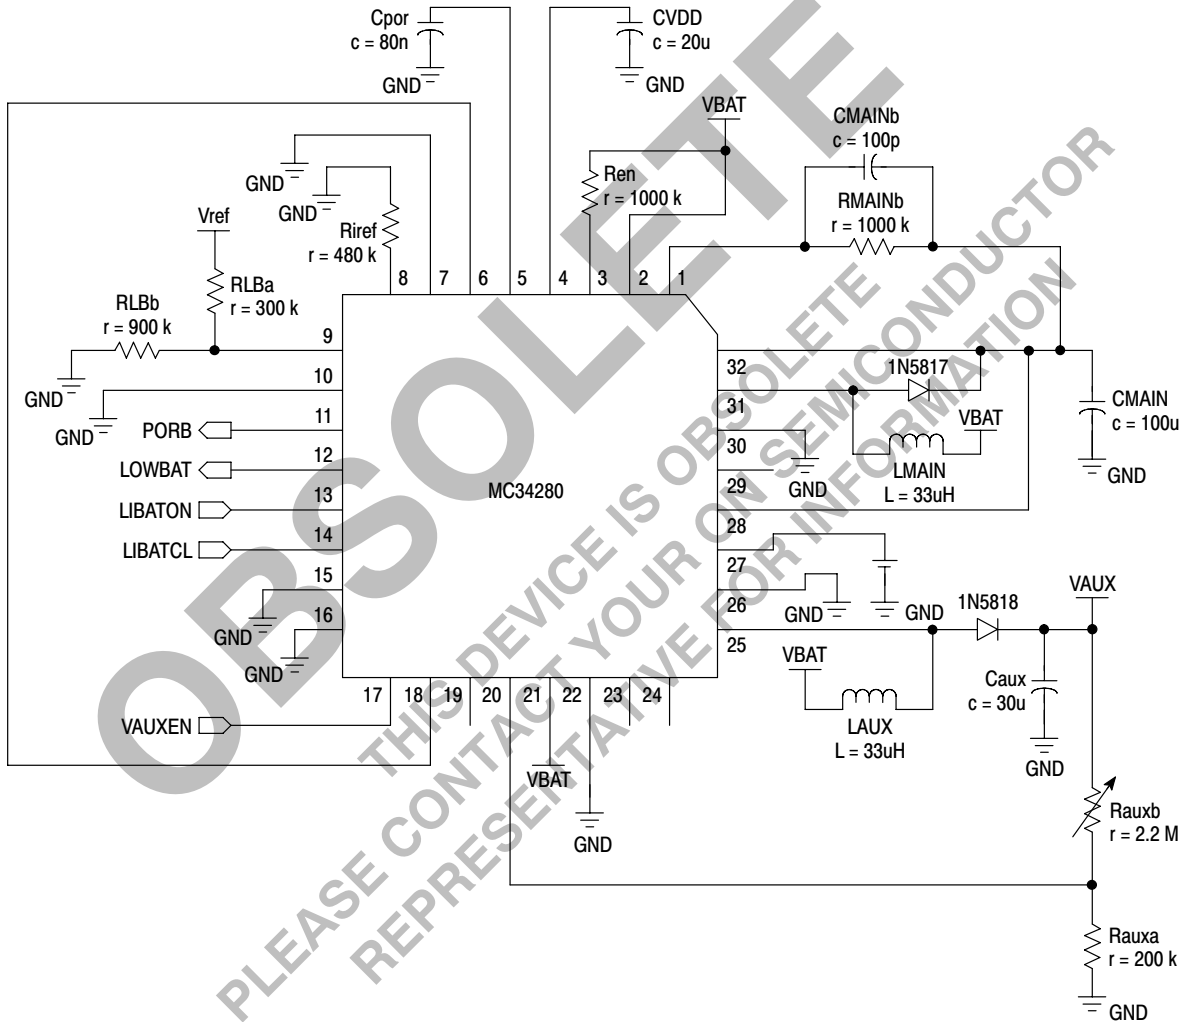 Cpor
c = 80n
GND
CVDD
c = 20u
GND
VBAT
CMAINb
c = 100p
RMAINb
r = 1000 k
Ren
r = 1000 k
GND
GND
Vref
Riref
r = 480 k
RLBa
r = 300 k
RLBb
r = 900 k
GND
GND
8
7
6
5
4
3
2
1
9
10
11
12
13
14
15
16
PORB
LOWBAT
LIBATON
LIBATCL
GND
GND
MC34280
32
31
30
29
28
27
26
25
1N5817
VBAT
LMAIN
L = 33uH
GND
CMAIN
c = 100u
GND
GND
GND
1N5818
VAUX
VBAT
LAUX
L = 33uH
Caux
c = 30u
GND
17
18
19
20
21
22
23
24
VAUXEN
VBAT
GND
Rauxb
r = 2.2 M
Rauxa
r = 200 k
GND
OBSOLETE
THIS DEVICE IS OBSOLETE
PLEASE CONTACT YOUR ON SEMICONDUCTOR
REPRESENTATIVE FOR INFORMATION